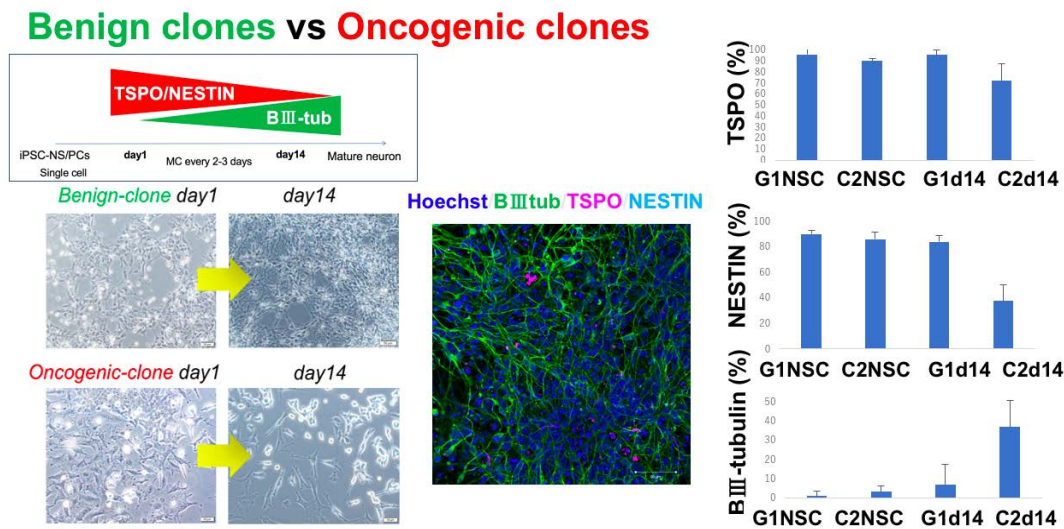 Benign clones vs Oncogenic clones
TSPO/NESTIN
BⅢ-tub
iPSC-NS/PCs
Single cell
day1
MC every 2-3 days
day14
Mature neuron
Benign-clone day1
day14
Oncogenic-clone day1
day14
Hoechst/BⅢtub/TSPO/NESTIN
TSPO (%)
100
90
80
70
60
50
40
30
20
10
0
G1NSC C2NSC G1d14 C2d14
NESTIN (%)
100
80
60
40
20
0
G1NSC C2NSC G1d14 C2d14
BⅢ-tubulin (%)
50
40
30
20
10
0
G1NSC C2NSC G1d14 C2d14